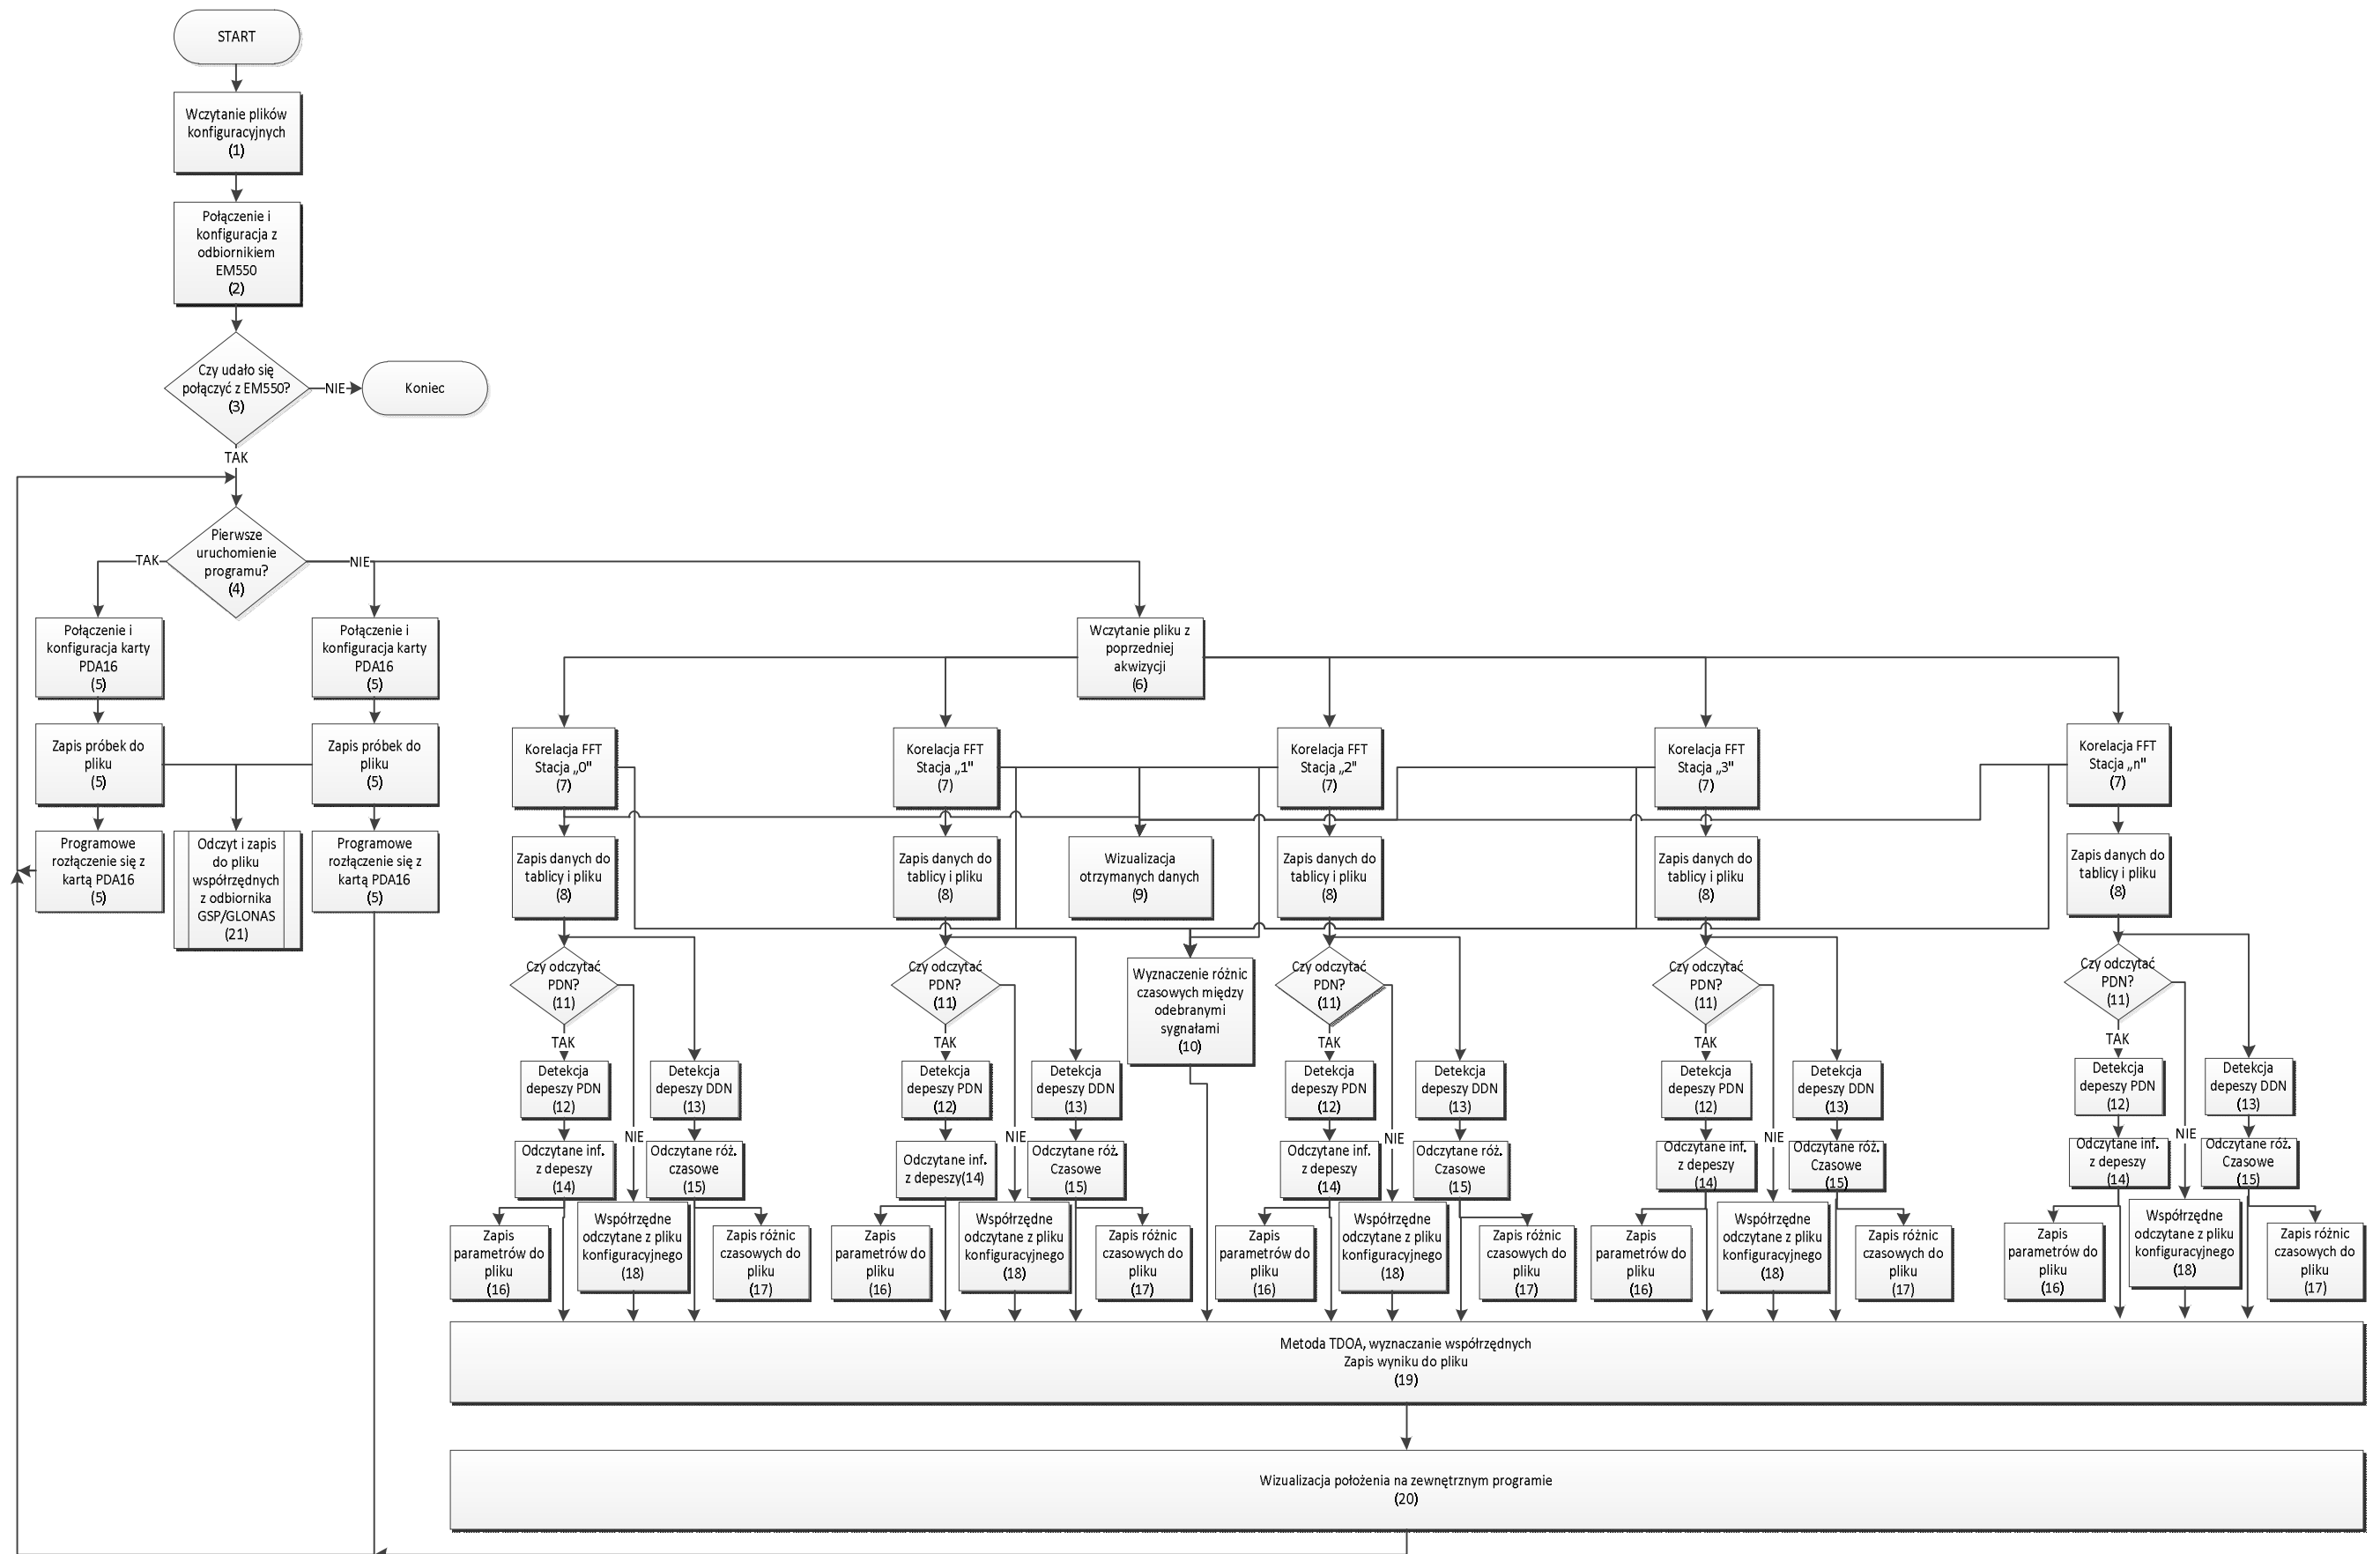 START
Wczytanie plików
konfiguracyjnych
(1)
Połączenie i
konfiguracja z
odbiornikiem
EM550
(2)
Czy udało się
połączyć z EM550?
(3)
NIE
Koniec
TAK
Pierwsze
uruchomienie
programu?
(4)
TAK
NIE
Połączenie i
konfiguracja karty
PDA16
(5)
Połączenie i
konfiguracja karty
PDA16
(5)
Wczytanie pliku z
poprzedniej
akwizycji
(6)
Zapis próbek do
pliku
(5)
Zapis próbek do
pliku
(5)
Programowe
rozłączenie się z
kartą PDA16
(5)
Odczyt i zapis
do pliku
współrzędnych
z odbiornika
GSP/GLONAS
(21)
Programowe
rozłączenie się z
kartą PDA16
(5)
Korelacja FFT
Stacja „0"
(7)
Korelacja FFT
Stacja „1"
(7)
Korelacja FFT
Stacja „2"
(7)
Korelacja FFT
Stacja „3"
(7)
Korelacja FFT
Stacja „n"
(7)
Zapis danych do
tablicy i pliku
(8)
Zapis danych do
tablicy i pliku
(8)
Wizualizacja
otrzymanych danych
(9)
Zapis danych do
tablicy i pliku
(8)
Zapis danych do
tablicy i pliku
(8)
Zapis danych do
tablicy i pliku
(8)
Czy odczytać
PDN?
(11)
Czy odczytać
PDN?
(11)
Wyznaczenie różnic
czasowych między
odebranymi
sygnałami
(10)
Czy odczytać
PDN?
(11)
Czy odczytać
PDN?
(11)
Czy odczytać
PDN?
(11)
TAK
TAK
TAK
TAK
TAK
Detekcja
depeszy PDN
(12)
Detekcja
depeszy DDN
(13)
Detekcja
depeszy PDN
(12)
Detekcja
depeszy DDN
(13)
Detekcja
depeszy PDN
(12)
Detekcja
depeszy DDN
(13)
Detekcja
depeszy PDN
(12)
Detekcja
depeszy DDN
(13)
Detekcja
depeszy PDN
(12)
Detekcja
depeszy DDN
(13)
NIE
NIE
NIE
NIE
NIE
Odczytane inf.
z depeszy
(14)
Odczytane róż.
czasowe
(15)
Odczytane inf.
z depeszy(14)
Odczytane róż.
Czasowe
(15)
Odczytane inf.
z depeszy
(14)
Odczytane róż.
Czasowe
(15)
Odczytane inf.
z depeszy
(14)
Odczytane róż.
Czasowe
(15)
Odczytane inf.
z depeszy
(14)
Odczytane róż.
Czasowe
(15)
Zapis
parametrów do
pliku
(16)
Współrzędne
odczytane z pliku
konfiguracyjnego
(18)
Zapis różnic
czasowych do
pliku
(17)
Zapis
parametrów do
pliku
(16)
Współrzędne
odczytane z pliku
konfiguracyjnego
(18)
Zapis różnic
czasowych do
pliku
(17)
Zapis
parametrów do
pliku
(16)
Współrzędne
odczytane z pliku
konfiguracyjnego
(18)
Zapis różnic
czasowych do
pliku
(17)
Zapis
parametrów do
pliku
(16)
Współrzędne
odczytane z pliku
konfiguracyjnego
(18)
Zapis różnic
czasowych do
pliku
(17)
Zapis
parametrów do
pliku
(16)
Współrzędne
odczytane z pliku
konfiguracyjnego
(18)
Zapis różnic
czasowych do
pliku
(17)
Metoda TDOA, wyznaczanie współrzędnych
Zapis wyniku do pliku
(19)
Wizualizacja położenia na zewnętrznym programie
(20)